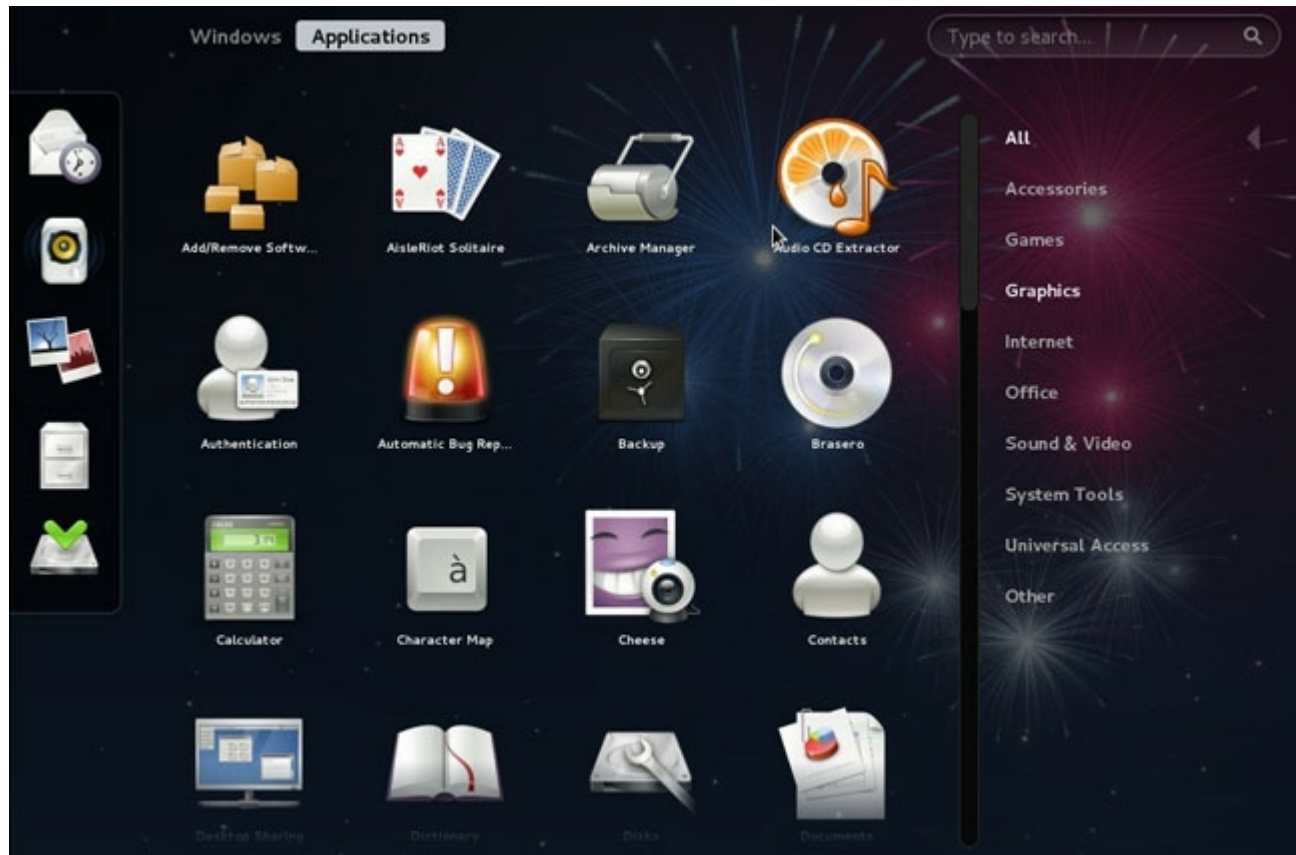 Windows Applications
Type to search...
Add/Remove Softw... AisleRiot Solitaire Archive Manager Audio CD Extractor
Authentication Automatic Bug Rep... Backup Brasero
Calculator Character Map Cheese Contacts
Desktop Sharing Dictionary Disks Documents
All
Accessories
Games
Graphics
Internet
Office
Sound & Video
System Tools
Universal Access
Other